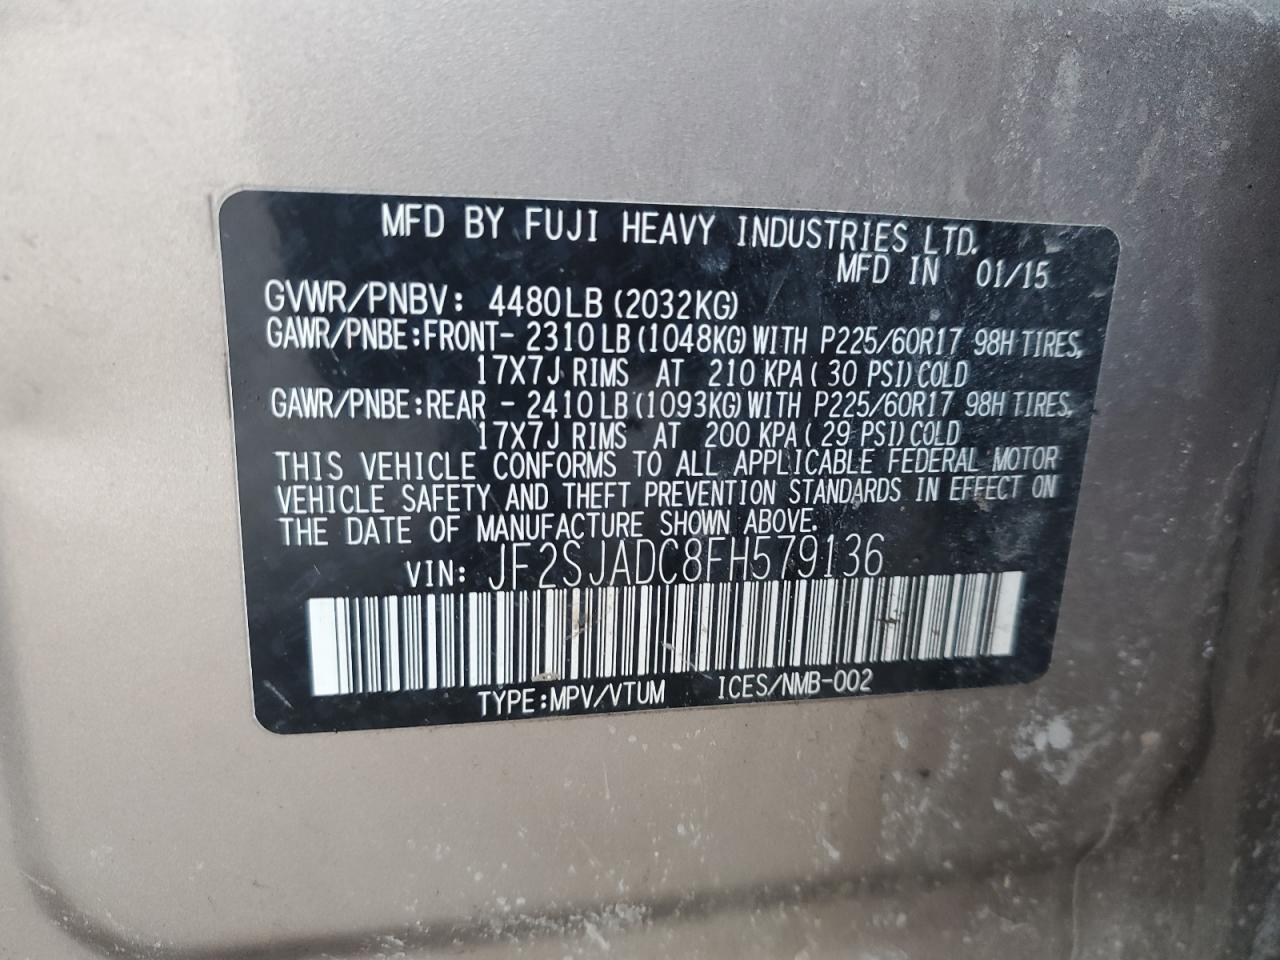 MFD BY FUJI HEAVY INDUSTRIES LTD.
MFD IN 01/15
GVWR/PNBV: 4480LB (2032KG)
GAWR/PNBE:FRONT- 2310 LB (1048KG) WITH P225/60R17 98H TIRES,
17X7J RIMS AT 210 KPA ( 30 PSI) COLD
GAWR/PNBE:REAR - 2410 LB (1093KG) WITH P225/60R17 98H TIRES,
17X7J RIMS AT 200 KPA ( 29 PSI) COLD
THIS VEHICLE CONFORMS TO ALL APPLICABLE FEDERAL MOTOR
VEHICLE SAFETY AND THEFT PREVENTION STANDARDS IN EFFECT ON
THE DATE OF MANUFACTURE SHOWN ABOVE.
VIN: JF2SJADC8FH579136
TYPE:MPV/VTUM ICES/NMB-002